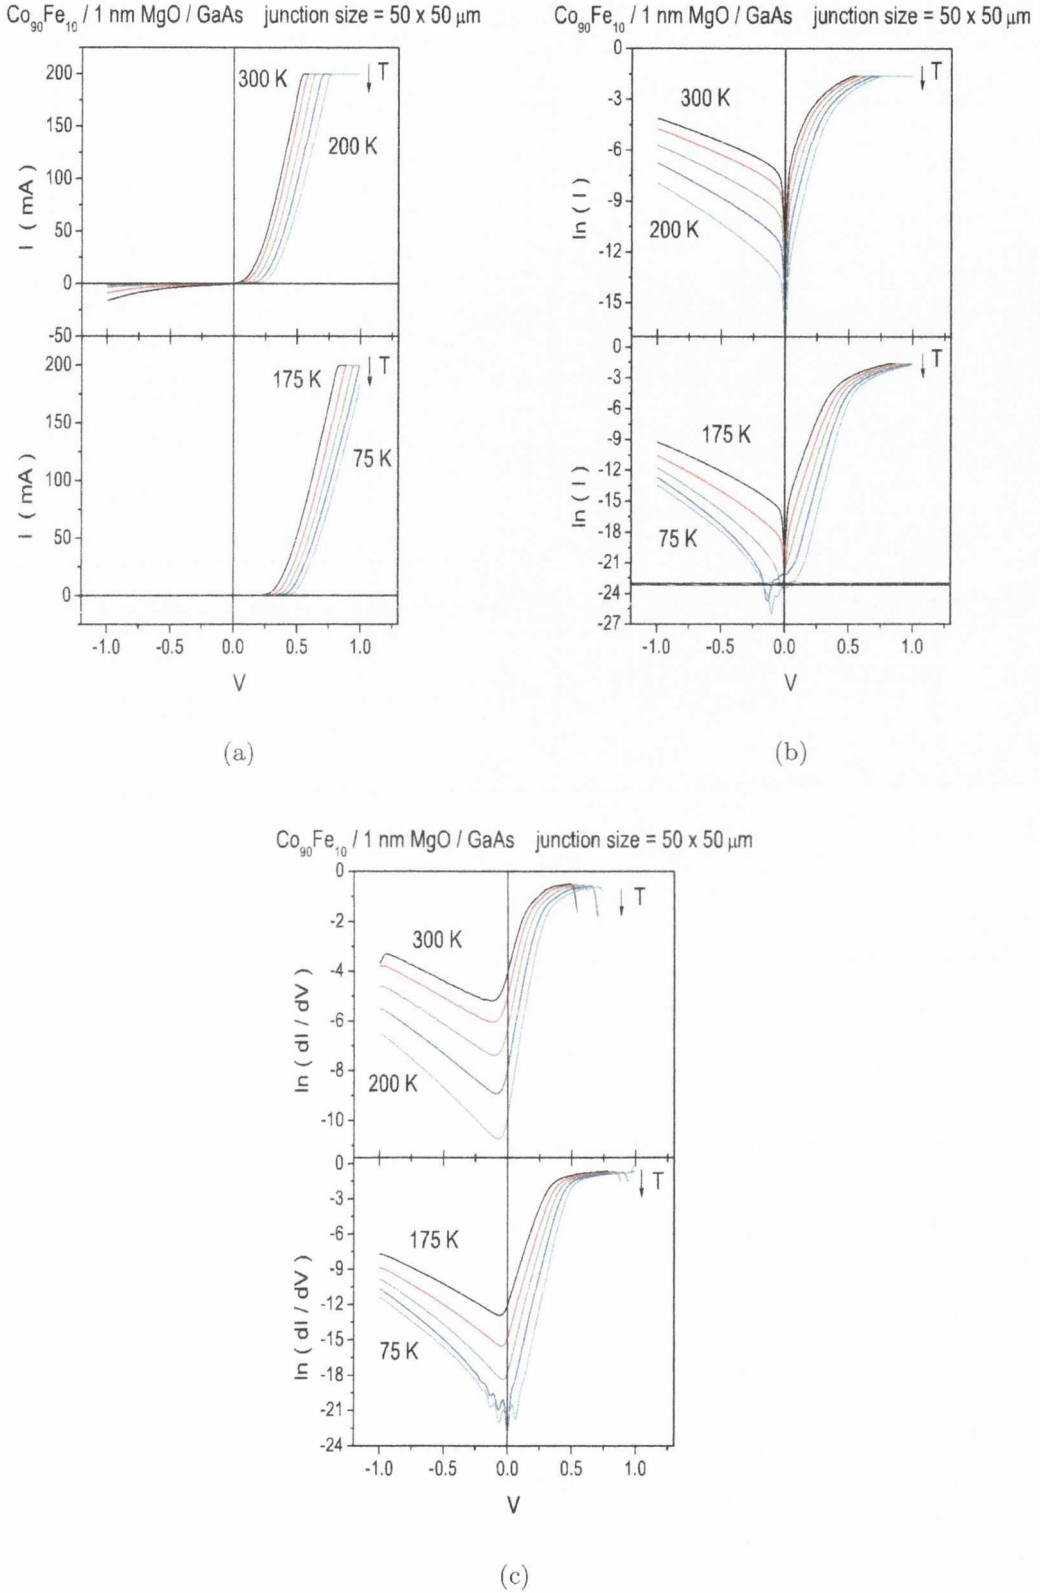 Co90Fe10 / 1 nm MgO / GaAs junction size = 50 x 50 μm
200
150
100
50
0
-50
I ( mA )
300 K
200 K
T
200
150
100
50
0
I ( mA )
175 K
75 K
T
-1.0 -0.5 0.0 0.5 1.0
V
(a)
Co90Fe10 / 1 nm MgO / GaAs junction size = 50 x 50 μm
0
-3
-6
-9
-12
-15
ln ( I )
300 K
200 K
T
0
-3
-6
-9
-12
-15
-18
-21
-24
-27
ln ( I )
175 K
75 K
T
-1.0 -0.5 0.0 0.5 1.0
V
(b)
Co90Fe10 / 1 nm MgO / GaAs junction size = 50 x 50 μm
0
-2
-4
-6
-8
-10
ln ( dI / dV )
300 K
200 K
T
0
-3
-6
-9
-12
-15
-18
-21
-24
ln ( dI / dV )
175 K
75 K
T
-1.0 -0.5 0.0 0.5 1.0
V
(c)